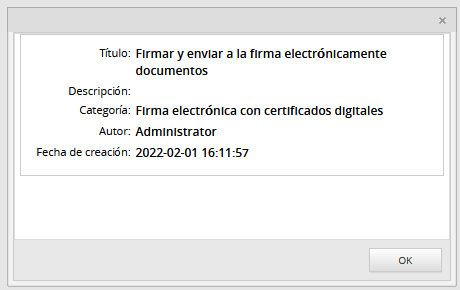 ×
Título: Firmar y enviar a la firma electrónicamente
documentos
Descripción:
Categoría: Firma electrónica con certificados digitales
Autor: Administrator
Fecha de creación: 2022-02-01 16:11:57
OK